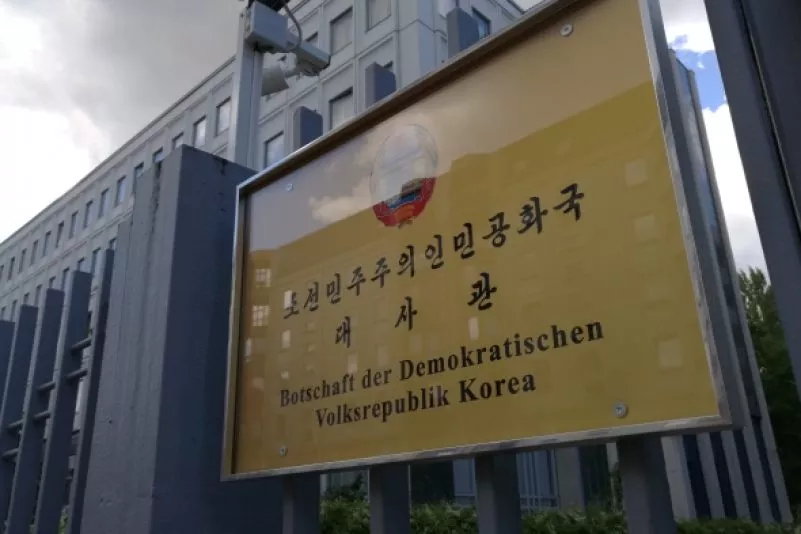 조선민주주의인민공화국
대 사 관
Botschaft der Demokratischen
Volksrepublik Korea